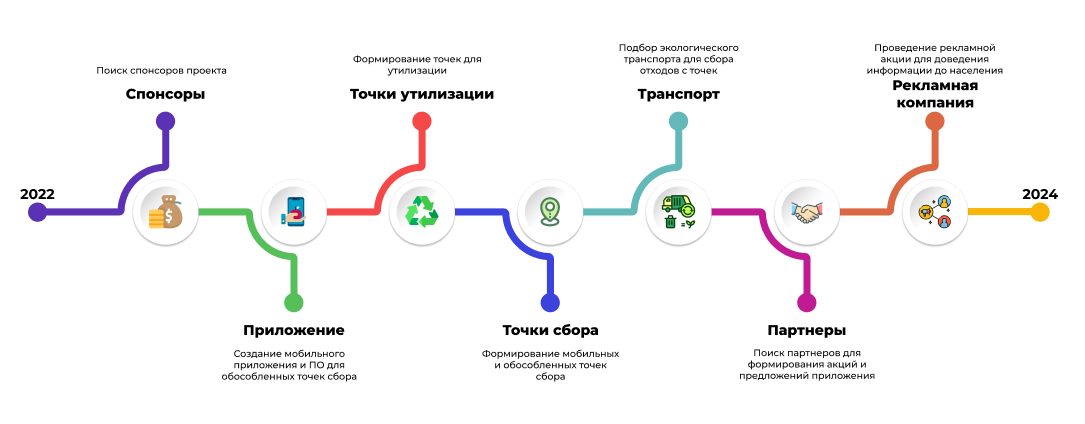 Поиск спонсоров проекта
Спонсоры
Формирование точек для
утилизации
Точки утилизации
Подбор экологического
транспорта для сбора
отходов с точек
Транспорт
Проведение рекламной
акции для доведения
информации до населения
Рекламная
компания
2022
2024
Приложение
Создание мобильного
приложения и ПО для
обособленных точек сбора
Точки сбора
Формирование мобильных
и обособленных точек
сбора
Партнеры
Поиск партнеров для
формирования акций и
предложений приложения